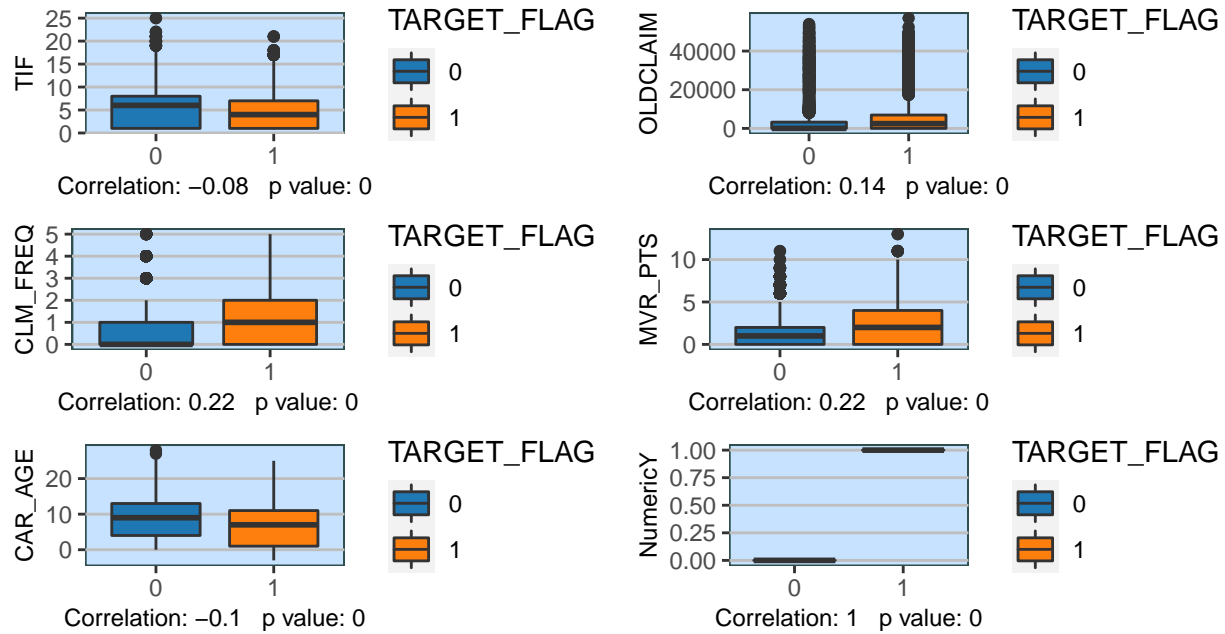 TIF
25
20
15
10
5
0
0 1
Correlation: −0.08 p value: 0
TARGET_FLAG
0
1
OLDCLAIM
40000
20000
0
0 1
Correlation: 0.14 p value: 0
TARGET_FLAG
0
1
CLM_FREQ
5
4
3
2
1
0
0 1
Correlation: 0.22 p value: 0
TARGET_FLAG
0
1
MVR_PTS
10
5
0
0 1
Correlation: 0.22 p value: 0
TARGET_FLAG
0
1
CAR_AGE
20
10
0
0 1
Correlation: −0.1 p value: 0
TARGET_FLAG
0
1
NumericY
1.00
0.75
0.50
0.25
0.00
0 1
Correlation: 1 p value: 0
TARGET_FLAG
0
1